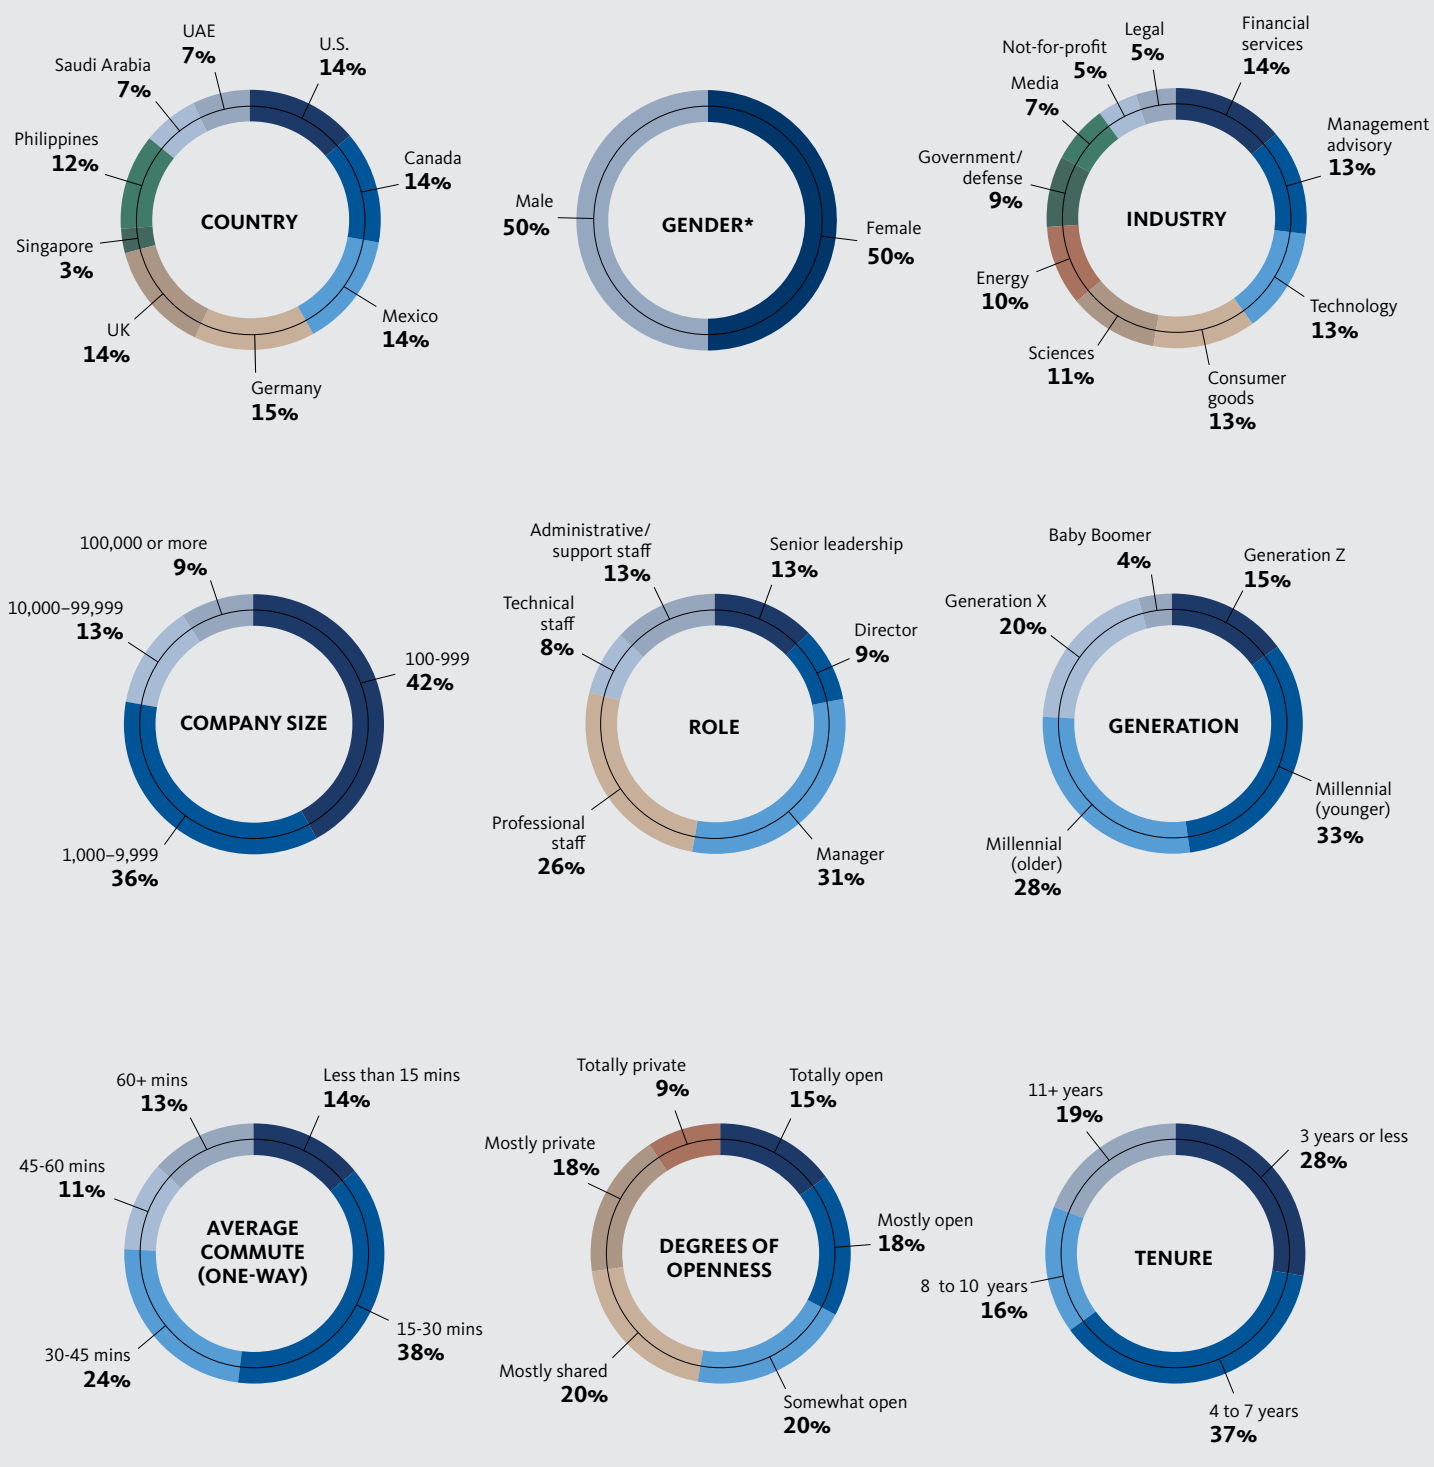 COUNTRY
U.S.
14%
Canada
14%
Mexico
14%
Germany
15%
UK
14%
Singapore
3%
Philippines
12%
Saudi Arabia
7%
UAE
7%
GENDER*
Female
50%
Male
50%
INDUSTRY
Financial
services
14%
Management
advisory
13%
Technology
13%
Consumer
goods
13%
Sciences
11%
Energy
10%
Government/
defense
9%
Media
7%
Not-for-profit
5%
Legal
5%
COMPANY SIZE
100-999
42%
1,000–9,999
36%
10,000–99,999
13%
100,000 or more
9%
ROLE
Senior leadership
13%
Director
9%
Manager
31%
Professional
staff
26%
Technical
staff
8%
Administrative/
support staff
13%
GENERATION
Generation Z
15%
Millennial
(younger)
33%
Millennial
(older)
28%
Generation X
20%
Baby Boomer
4%
AVERAGE
COMMUTE
(ONE-WAY)
Less than 15 mins
14%
15-30 mins
38%
30-45 mins
24%
45-60 mins
11%
60+ mins
13%
DEGREES OF
OPENNESS
Totally open
15%
Mostly open
18%
Somewhat open
20%
Mostly shared
20%
Mostly private
18%
Totally private
9%
TENURE
3 years or less
28%
4 to 7 years
37%
8 to 10 years
16%
11+ years
19%